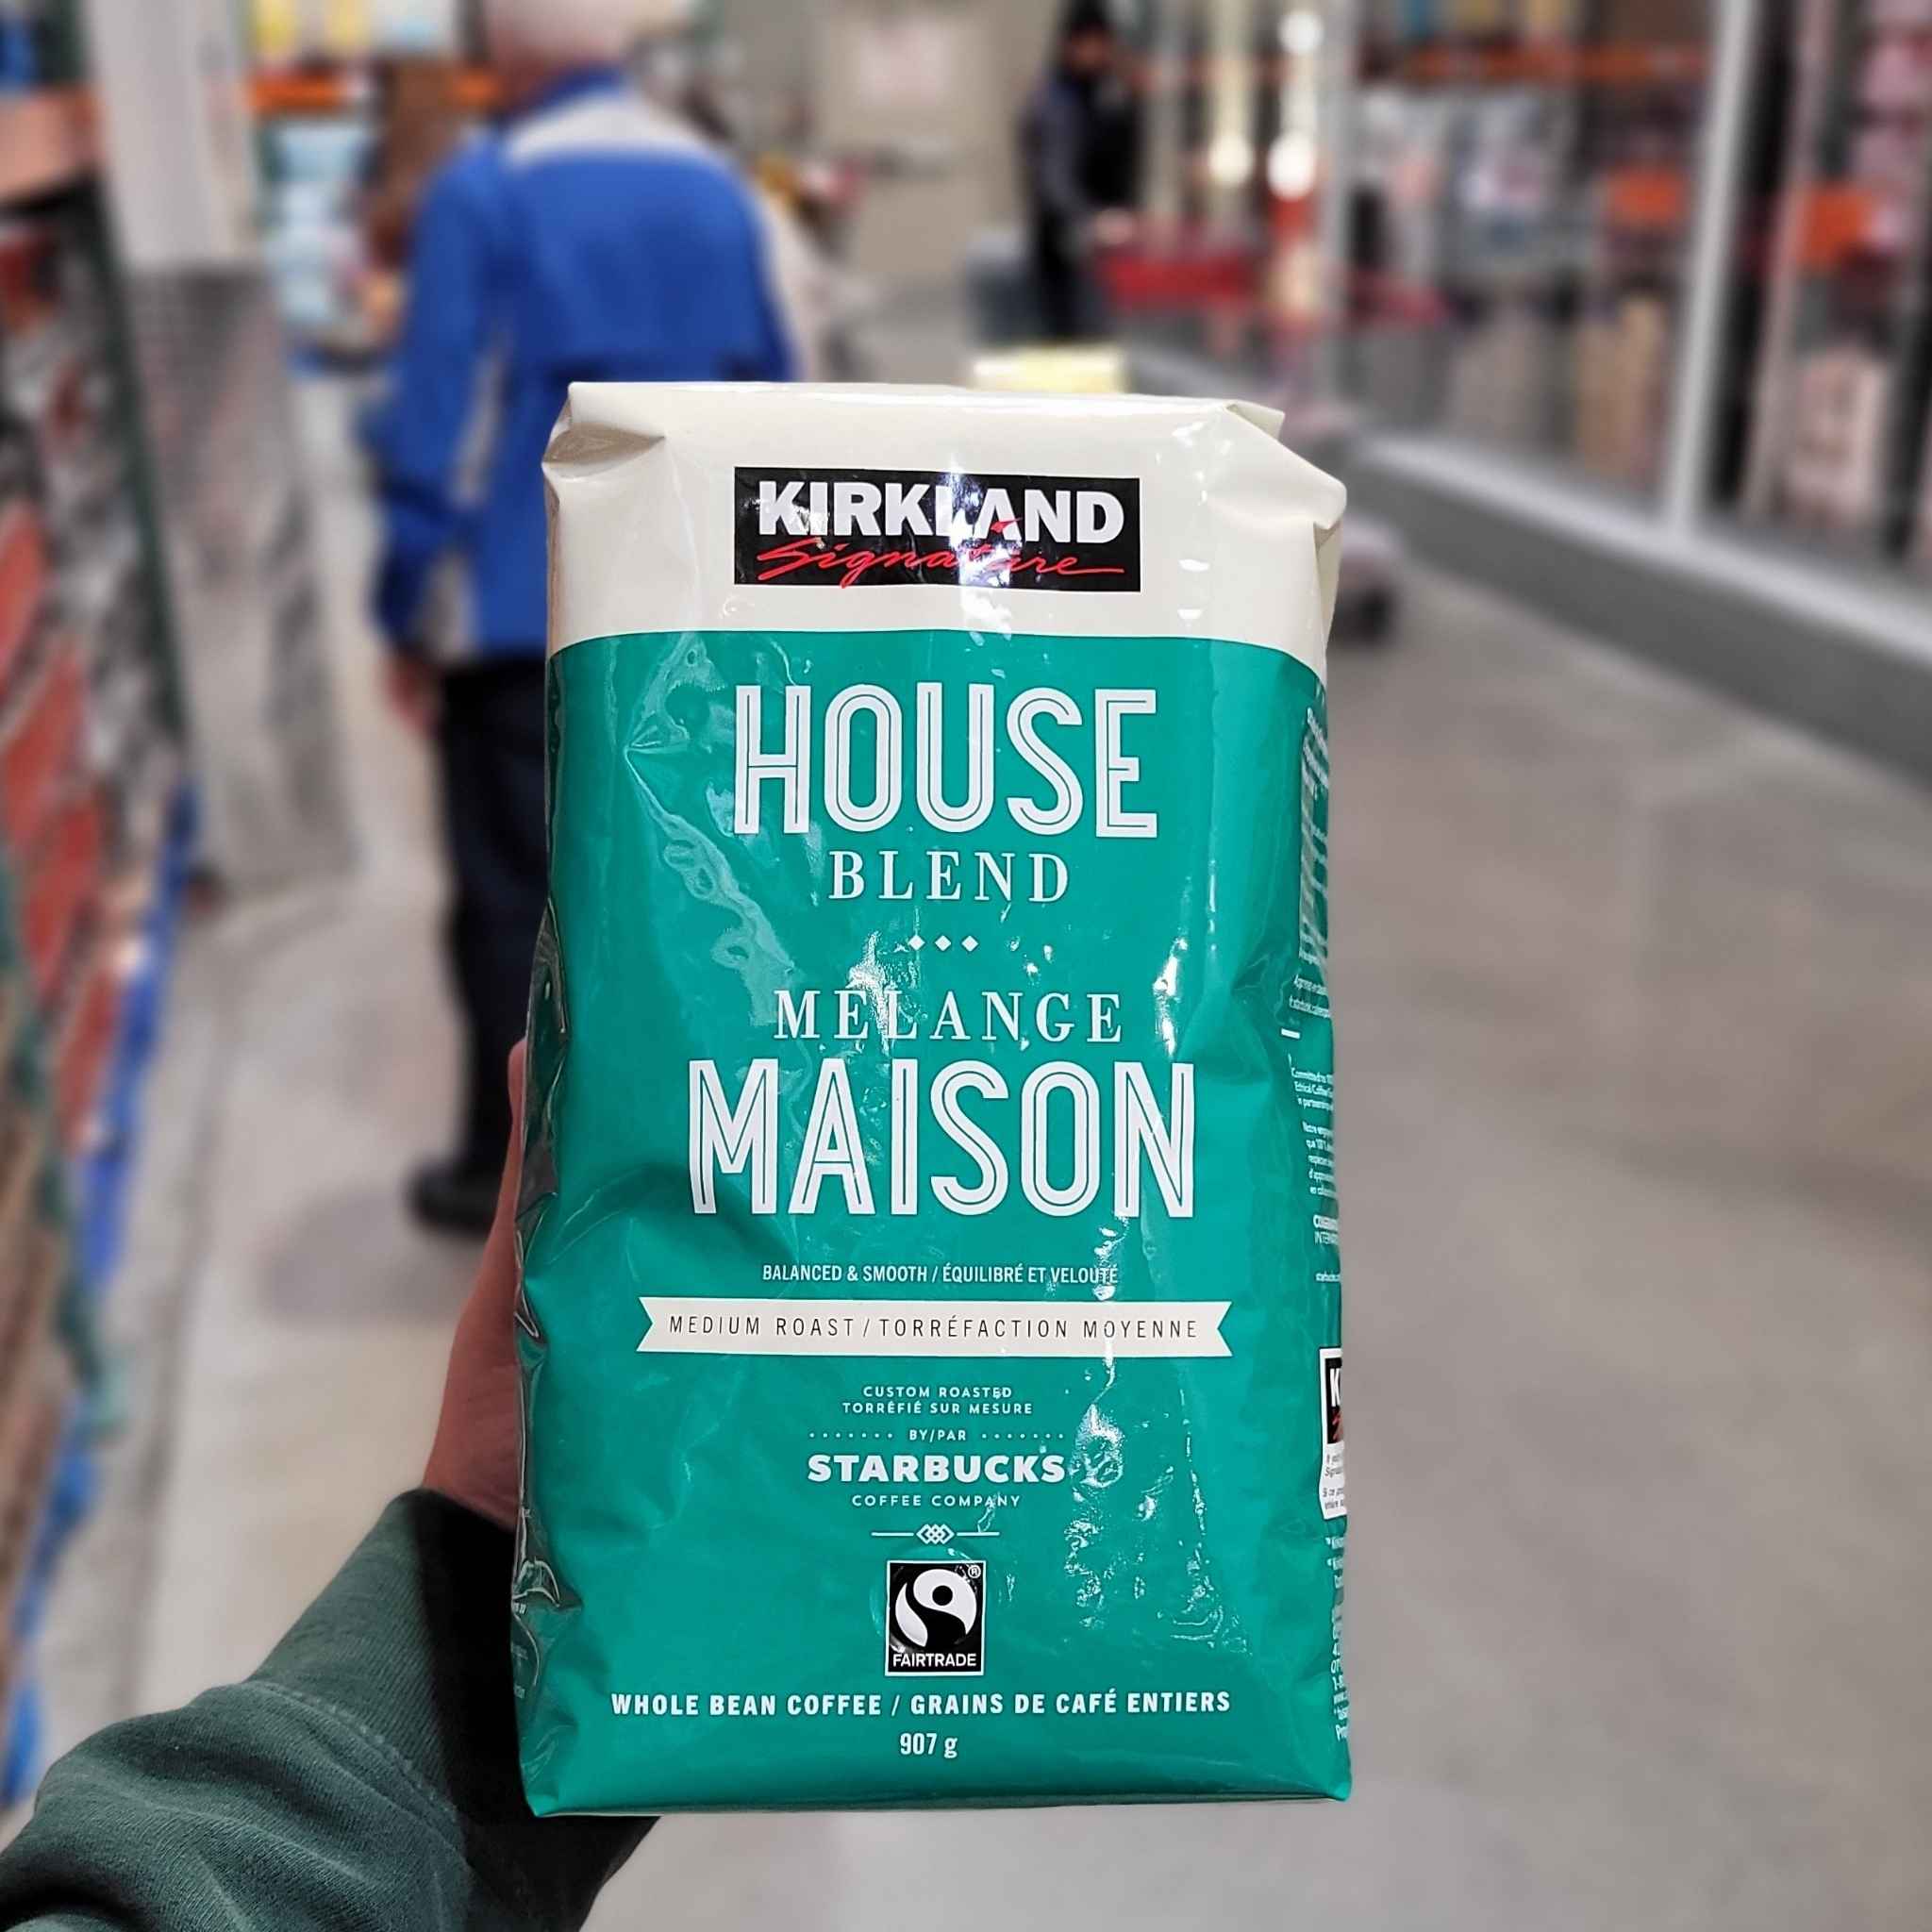 KIRKLAND
Signature
HOUSE
BLEND
MÉLANGE
MAISON
BALANCED & SMOOTH / ÉQUILIBRÉ ET VELOUTÉ
MEDIUM ROAST / TORRÉFACTION MOYENNE
CUSTOM ROASTED
TORRÉFIÉ SUR MESURE
BY/PAR
STARBUCKS
COFFEE COMPANY
®
FAIRTRADE
WHOLE BEAN COFFEE / GRAINS DE CAFÉ ENTIERS
907 g